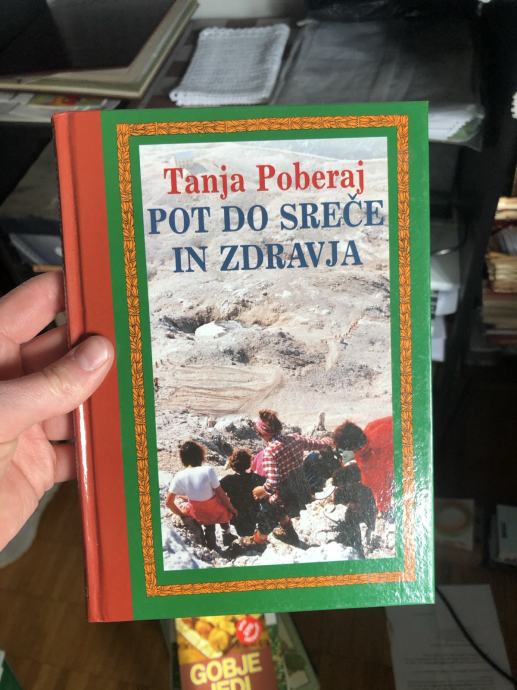 Tanja Poberaj
POT DO SREČE
IN ZDRAVJA
GOBJE
JEDI